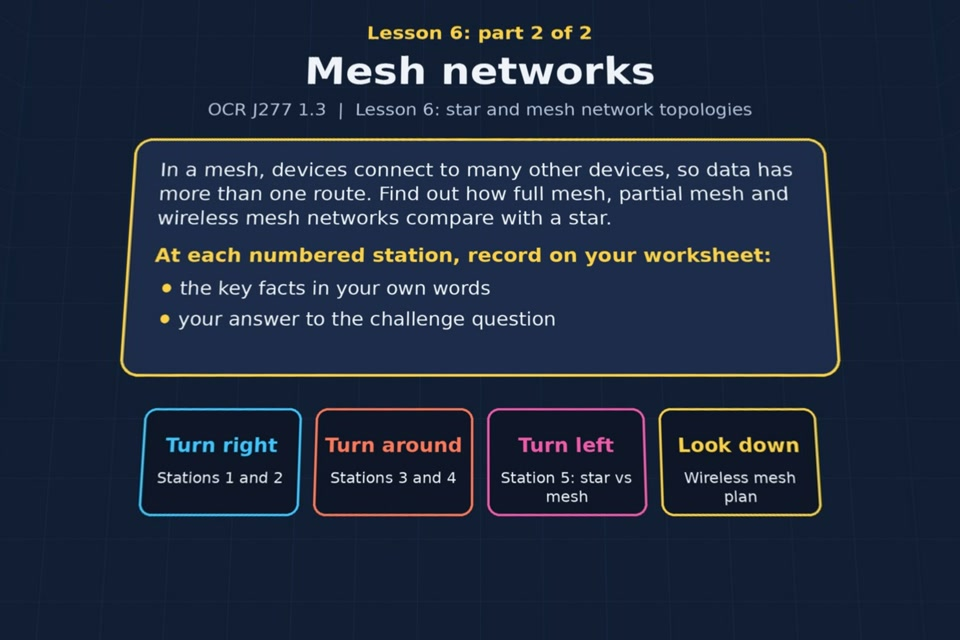 Lesson 6: part 2 of 2
Mesh networks
OCR J277 1.3 | Lesson 6: star and mesh network topologies
In a mesh, devices connect to many other devices, so data has
more than one route. Find out how full mesh, partial mesh and
wireless mesh networks compare with a star.
At each numbered station, record on your worksheet:
• the key facts in your own words
• your answer to the challenge question
Turn right
Stations 1 and 2
Turn around
Stations 3 and 4
Turn left
Station 5: star vs
mesh
Look down
Wireless mesh
plan